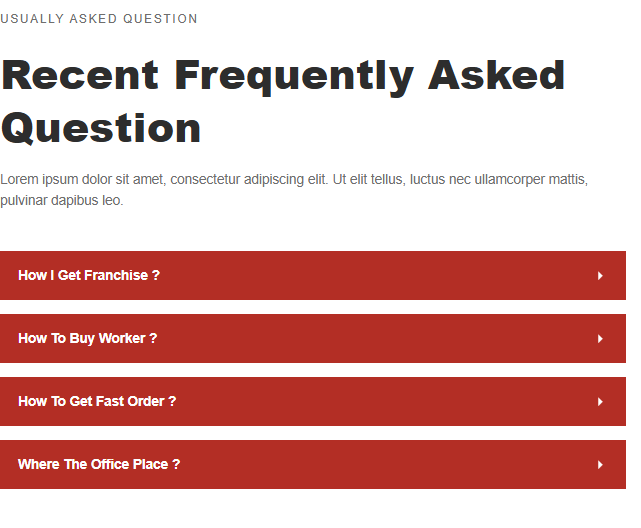 USUALLY ASKED QUESTION
Recent Frequently Asked
Question
Lorem ipsum dolor sit amet, consectetur adipiscing elit. Ut elit tellus, luctus nec ullamcorper mattis,
pulvinar dapibus leo.
How I Get Franchise ?
How To Buy Worker ?
How To Get Fast Order ?
Where The Office Place ?